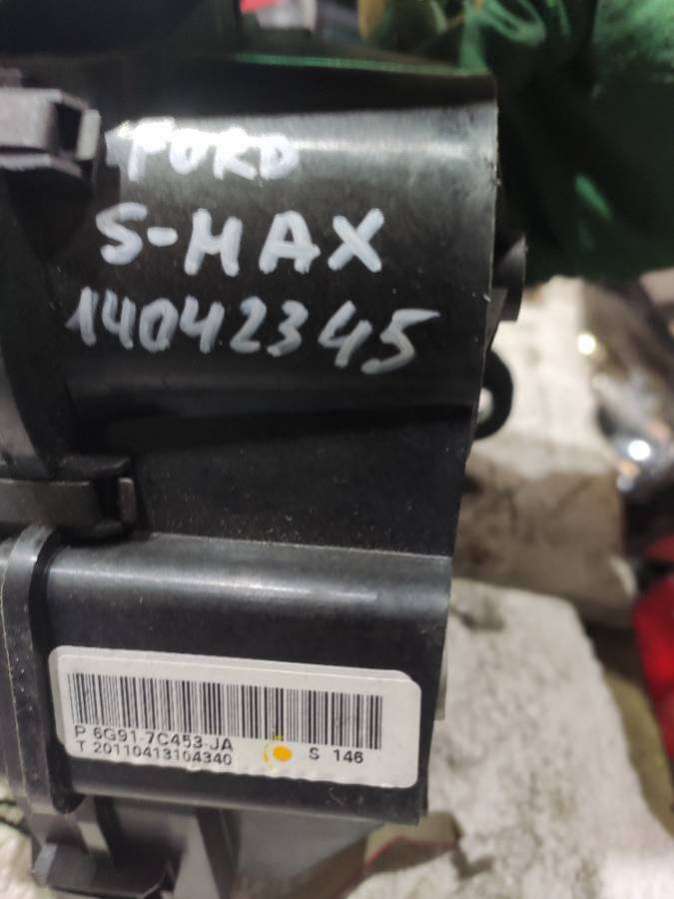 FORD
S-MAX
14042345
P 6G91-7C453-JA
T 20110413104340
S 146